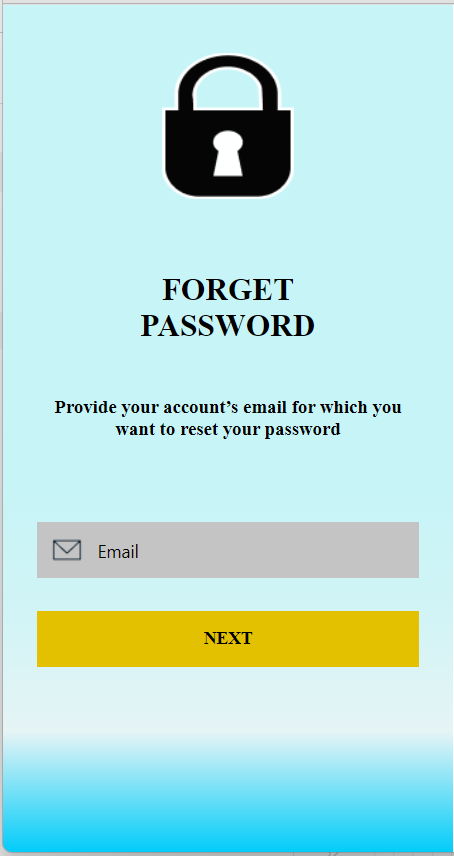 FORGET
PASSWORD
Provide your account’s email for which you
want to reset your password
Email
NEXT